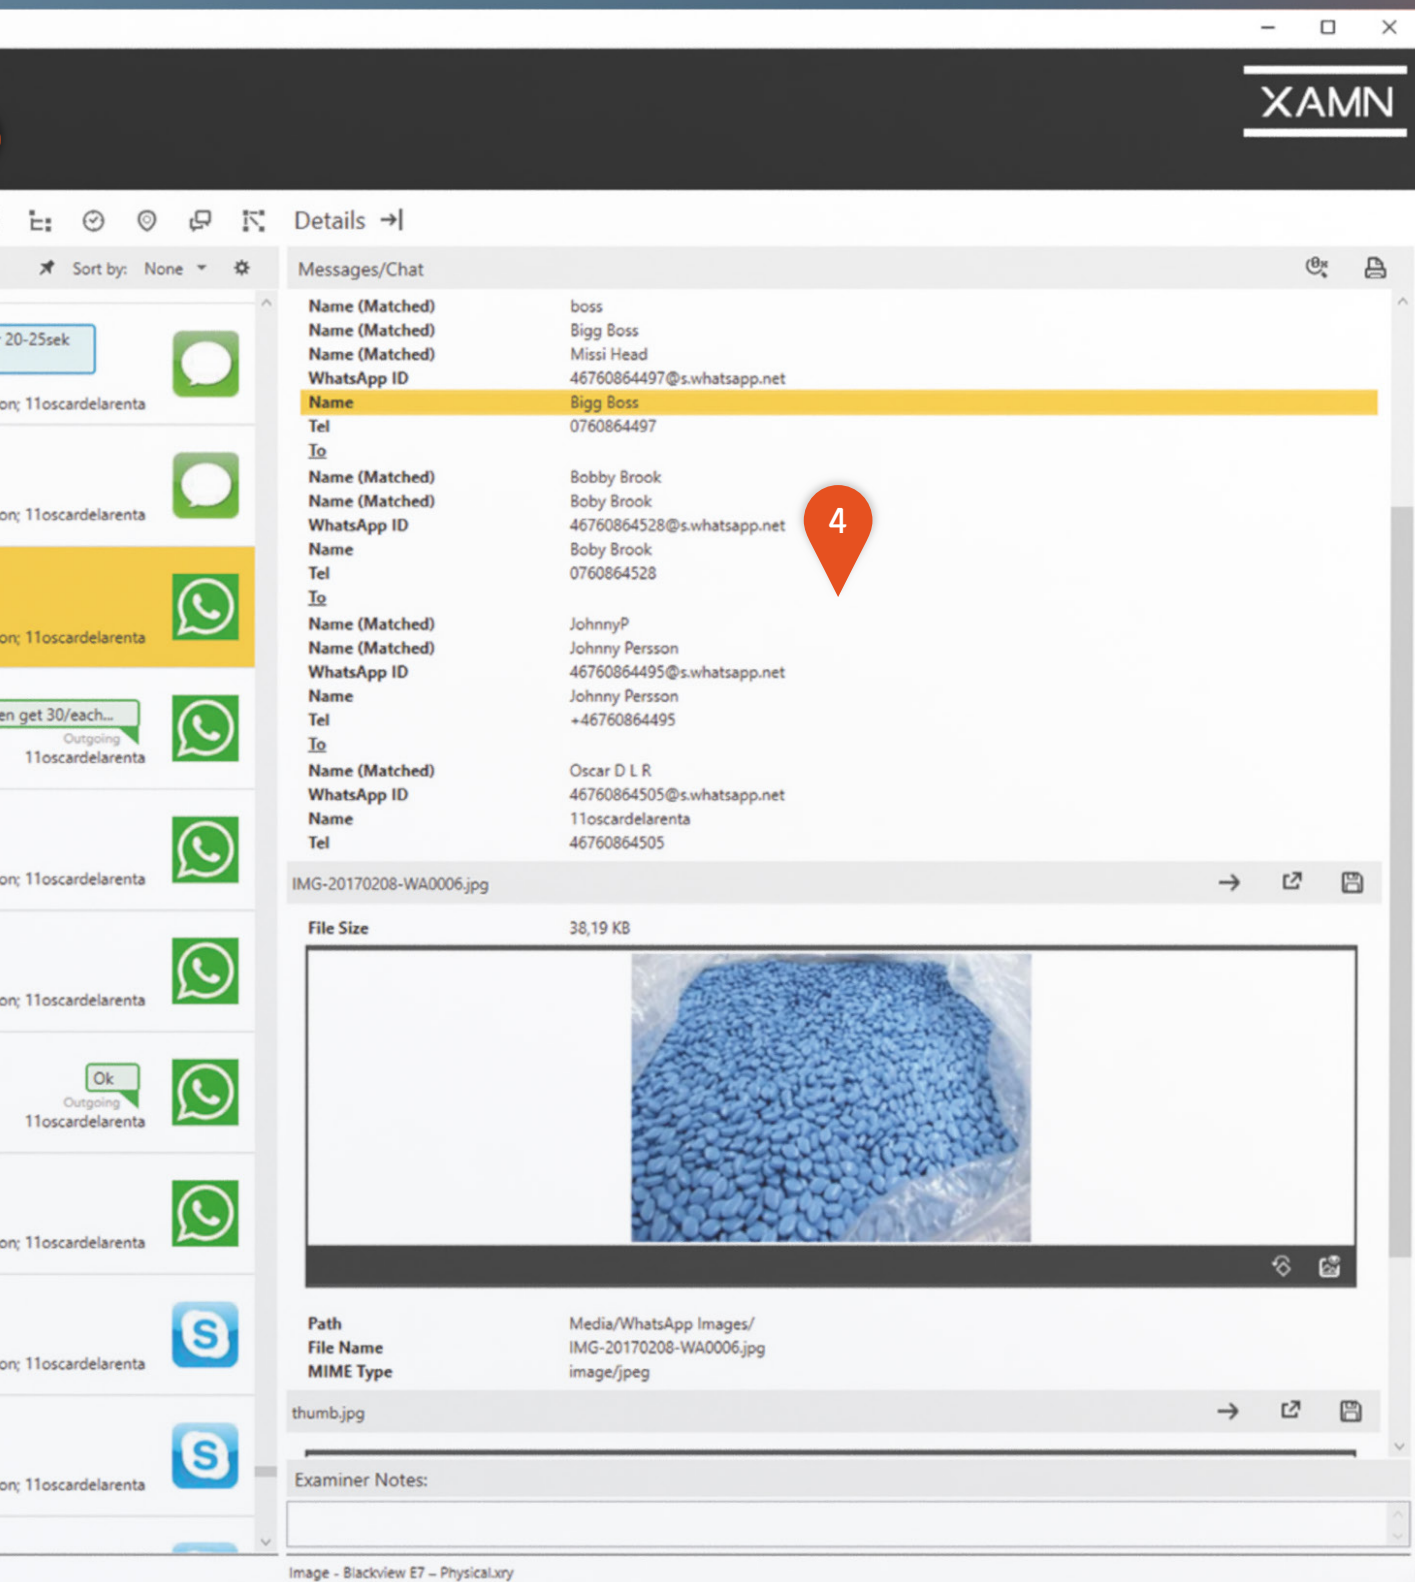 XAMN
Details
Sort by: None
Messages/Chat
20-25sek
on; 11oscardelarenta
on; 11oscardelarenta
on; 11oscardelarenta
en get 30/each...
Outgoing
11oscardelarenta
on; 11oscardelarenta
on; 11oscardelarenta
Ok
Outgoing
11oscardelarenta
on; 11oscardelarenta
on; 11oscardelarenta
on; 11oscardelarenta
Name (Matched) boss
Name (Matched) Bigg Boss
Name (Matched) Missi Head
WhatsApp ID 46760864497@s.whatsapp.net
Name Bigg Boss
Tel 0760864497
To
Name (Matched) Bobby Brook
Name (Matched) Boby Brook
WhatsApp ID 46760864528@s.whatsapp.net
4
Name Boby Brook
Tel 0760864528
To
Name (Matched) JohnnyP
Name (Matched) Johnny Persson
WhatsApp ID 46760864495@s.whatsapp.net
Name Johnny Persson
Tel +46760864495
To
Name (Matched) Oscar D L R
WhatsApp ID 46760864505@s.whatsapp.net
Name 11oscardelarenta
Tel 46760864505
IMG-20170208-WA0006.jpg
File Size 38,19 KB
Path Media/WhatsApp Images/
File Name IMG-20170208-WA0006.jpg
MIME Type image/jpeg
thumb.jpg
Examiner Notes:
Image - Blackview E7 – Physical.xry